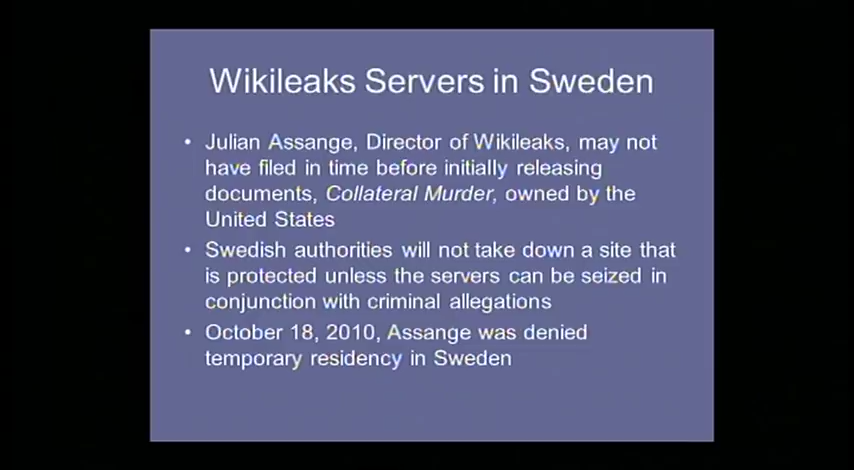 Wikileaks Servers in Sweden
• Julian Assange, Director of Wikileaks, may not
have filed in time before initially releasing
documents, Collateral Murder, owned by the
United States
• Swedish authorities will not take down a site that
is protected unless the servers can be seized in
conjunction with criminal allegations
• October 18, 2010, Assange was denied
temporary residency in Sweden